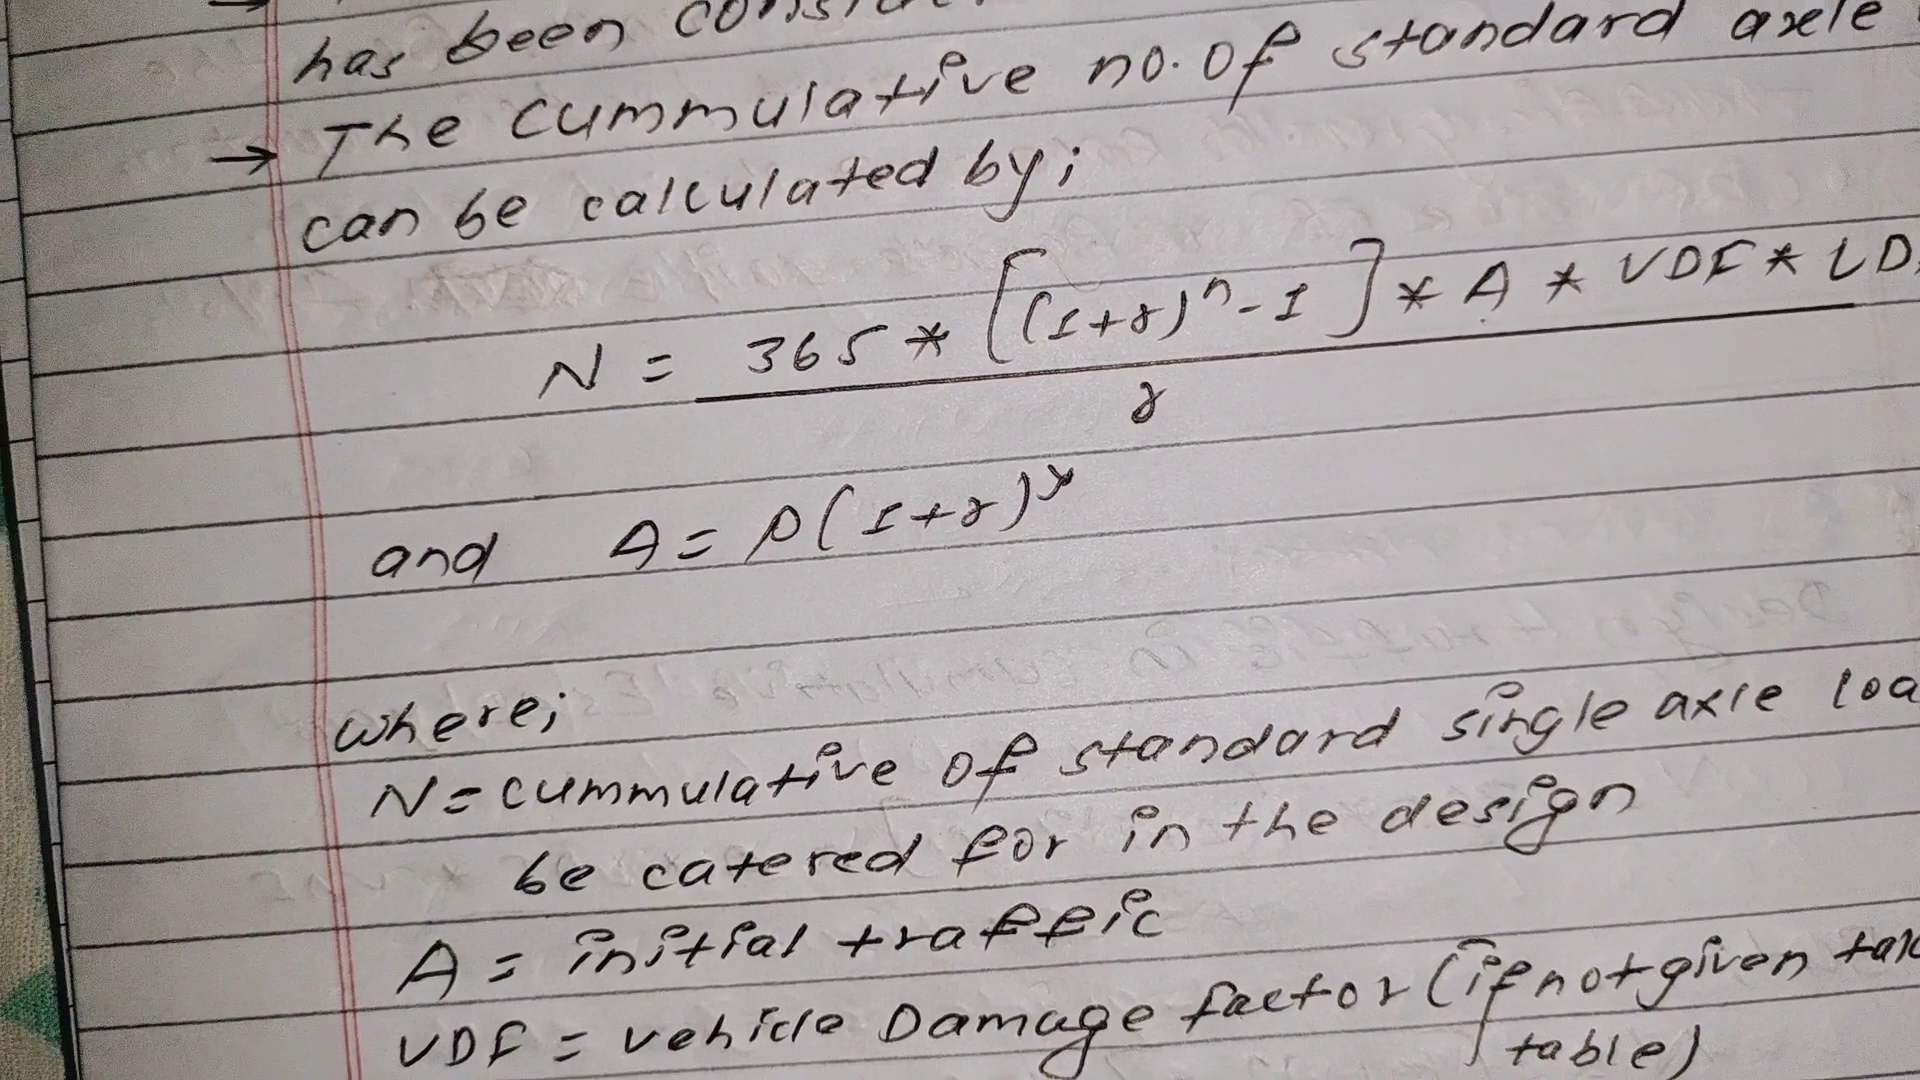 has been
→ The cummulative no. of standard axle
can be calculated by;
N = 365 * [(1+r)^n - 1] * A * VDF * LD
r
and A = P(1+r)^x
where;
N = cummulative of standard single axle loa
be catered for in the design
A = initial traffic
VDF = vehicle Damage factor (if not given
table)